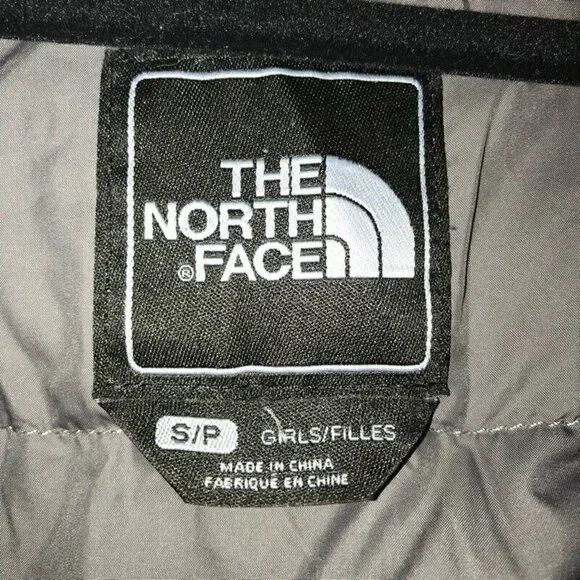 THE
NORTH
®FACE
S/P GIRLS/FILLES
MADE IN CHINA
FABRIQUÉ EN CHINE